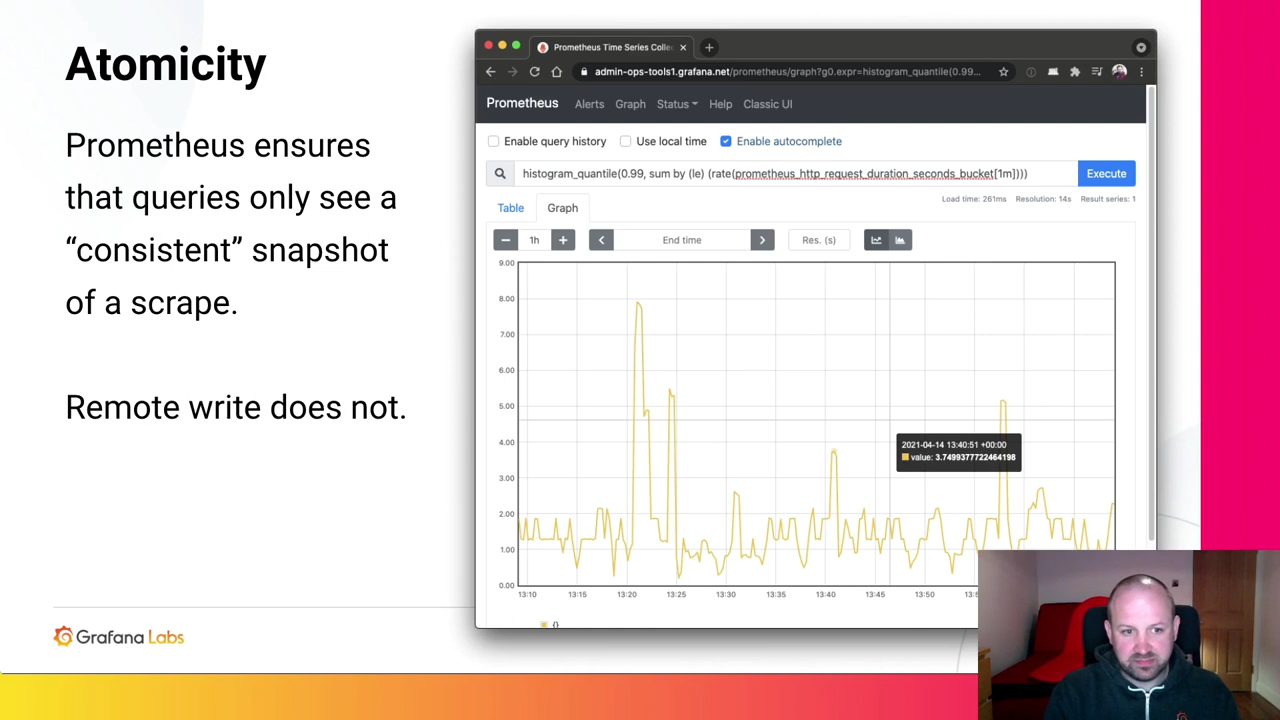 Atomicity
Prometheus ensures
that queries only see a
“consistent” snapshot
of a scrape.
Remote write does not.
Grafana Labs
Prometheus Time Series Colle
admin-ops-tools1.grafana.net/prometheus/graph?g0.expr=histogram_quantile(0.99...
Prometheus Alerts Graph Status Help Classic UI
Enable query history Use local time Enable autocomplete
histogram_quantile(0.99, sum by (le) (rate(prometheus_http_request_duration_seconds_bucket[1m]))) Execute
Load time: 261ms Resolution: 14s Result series: 1
Table Graph
1h End time Res. (s)
9.00
8.00
7.00
6.00
5.00
4.00
3.00
2.00
1.00
0.00
2021-04-14 13:40:51 +00:00
value: 3.7499377722464198
13:10 13:15 13:20 13:25 13:30 13:35 13:40 13:45 13:50 13:5
{}